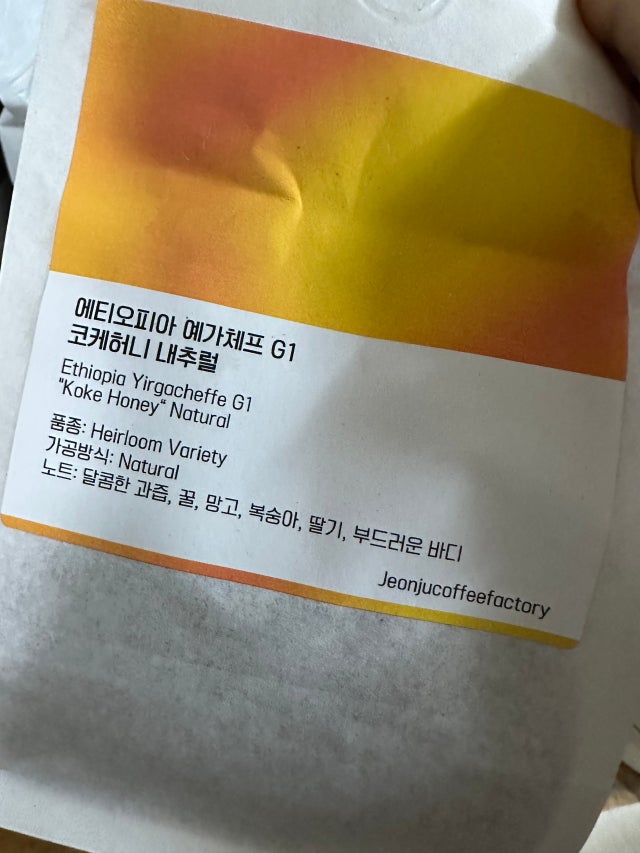 에티오피아 예가체프 G1
코케허니 내추럴
Ethiopia Yirgacheffe G1
"Koke Honey" Natural
품종: Heirloom Variety
가공방식: Natural
노트: 달콤한 과즙, 꿀, 망고, 복숭아, 딸기, 부드러운 바디
Jeonjucoffeefactory